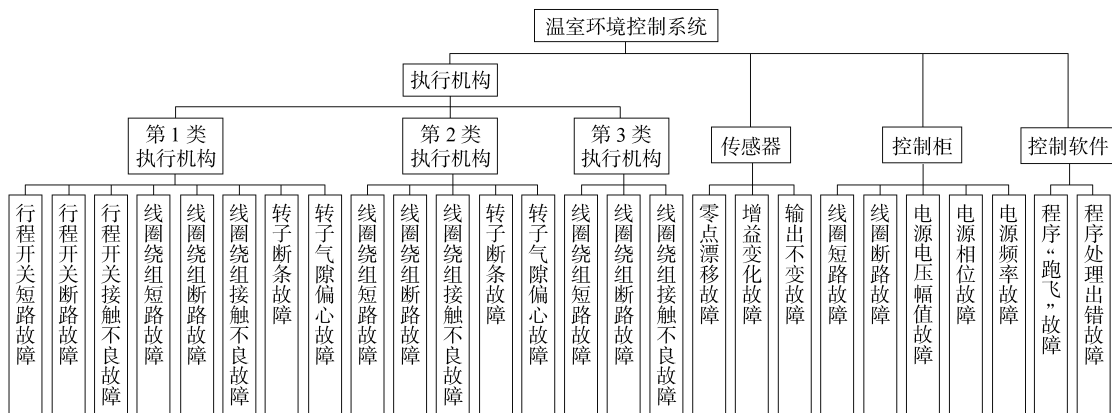 温室环境控制系统
执行机构
第1类
执行机构
第2类
执行机构
第3类
执行机构
传感器
控制柜
控制软件
行程开关短路故障
行程开关断路故障
行程开关接触不良故障
线圈绕组短路故障
线圈绕组断路故障
线圈绕组接触不良故障
转子断条故障
转子气隙偏心故障
线圈绕组短路故障
线圈绕组断路故障
线圈绕组接触不良故障
转子断条故障
转子气隙偏心故障
线圈绕组短路故障
线圈绕组断路故障
线圈绕组接触不良故障
零点漂移故障
增益变化故障
输出不变故障
线圈短路故障
线圈断路故障
电源电压幅值故障
电源相位故障
电源频率故障
程序“跑飞”故障
程序处理出错故障